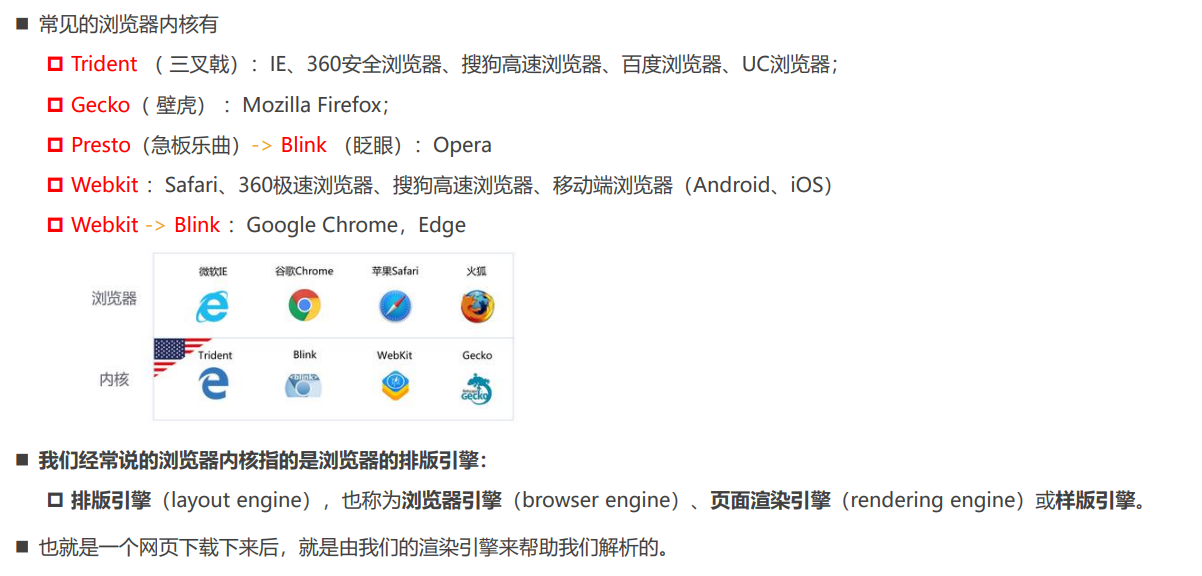 常见的浏览器内核有
Trident （ 三叉戟）：IE、360安全浏览器、搜狗高速浏览器、百度浏览器、UC浏览器；
Gecko（ 壁虎） ：Mozilla Firefox；
Presto（急板乐曲）-> Blink （眨眼）：Opera
Webkit ：Safari、360极速浏览器、搜狗高速浏览器、移动端浏览器（Android、iOS）
Webkit -> Blink ：Google Chrome，Edge
微软IE 谷歌Chrome 苹果Safari 火狐
浏览器
Trident Blink WebKit Gecko
内核
我们经常说的浏览器内核指的是浏览器的排版引擎：
排版引擎（layout engine），也称为浏览器引擎（browser engine）、页面渲染引擎（rendering engine）或样版引擎。
也就是一个网页下载下来后，就是由我们的渲染引擎来帮助我们解析的。